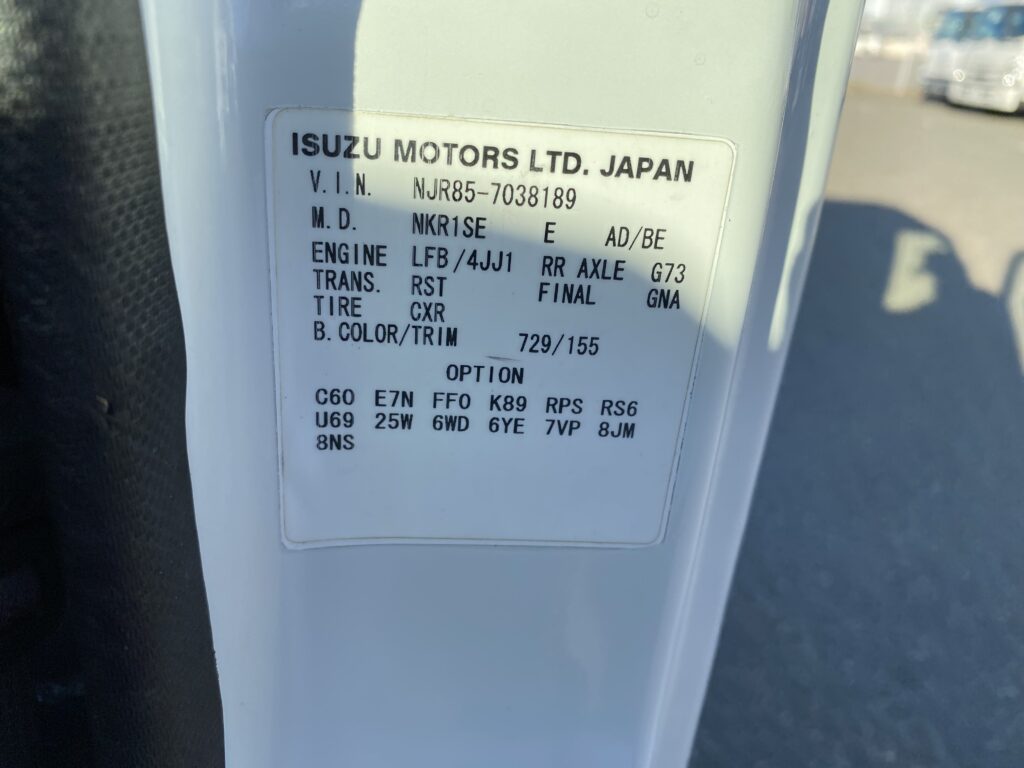 ISUZU MOTORS LTD. JAPAN
V.I.N. NJR85-7038189
M.D. NKR1SE E AD/BE
ENGINE LFB/4JJ1 RR AXLE G73
TRANS. RST FINAL GNA
TIRE CXR
B.COLOR/TRIM 729/155
OPTION
C60 E7N FF0 K89 RPS RS6
U69 25W 6WD 6YE 7VP 8JM
8NS